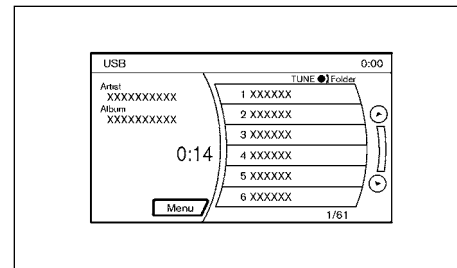 USB 0:00
TUNE Folder
Artist
XXXXXXXXXX
Album
XXXXXXXXXX
0:14
1 XXXXXX
2 XXXXXX
3 XXXXXX
4 XXXXXX
5 XXXXXX
6 XXXXXX
Menu
1/61